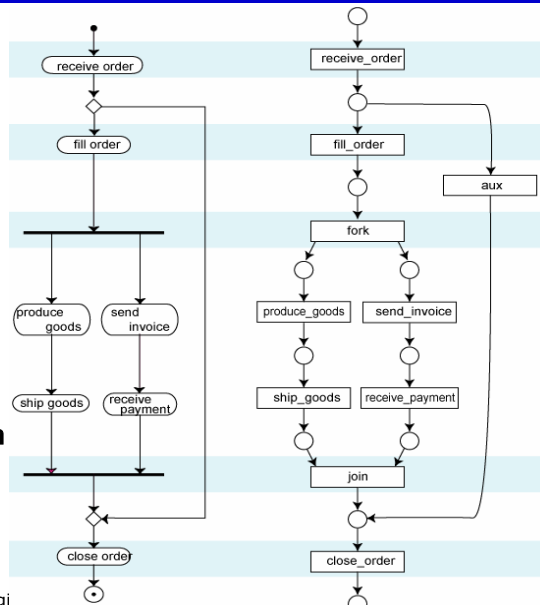 receive order
fill order
produce
goods
send
invoice
ship goods
receive
payment
close order
receive_order
fill_order
aux
fork
produce_goods
send_invoice
ship_goods
receive_payment
join
close_order